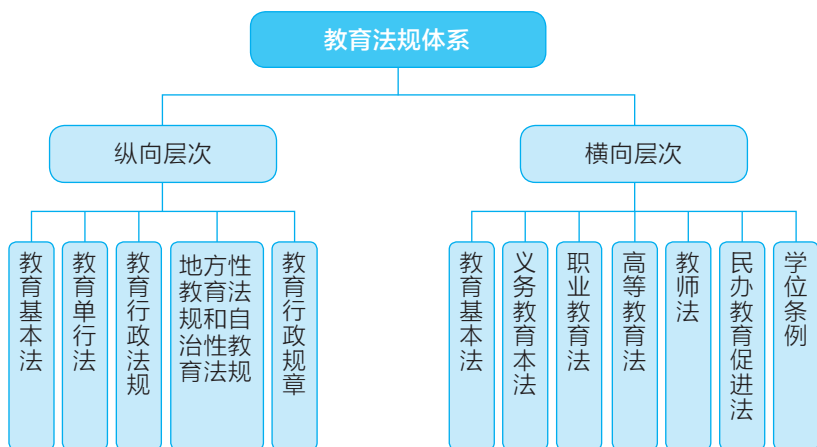 教育法规体系
纵向层次
横向层次
教育基本法
教育单行法
教育行政法规
地方性
教育法
规和自
治性教
育法规
教育行政规章
教育基本法
义务教育本法
职业教育法
高等教育法
教师法
民办教育促进法
学位条例